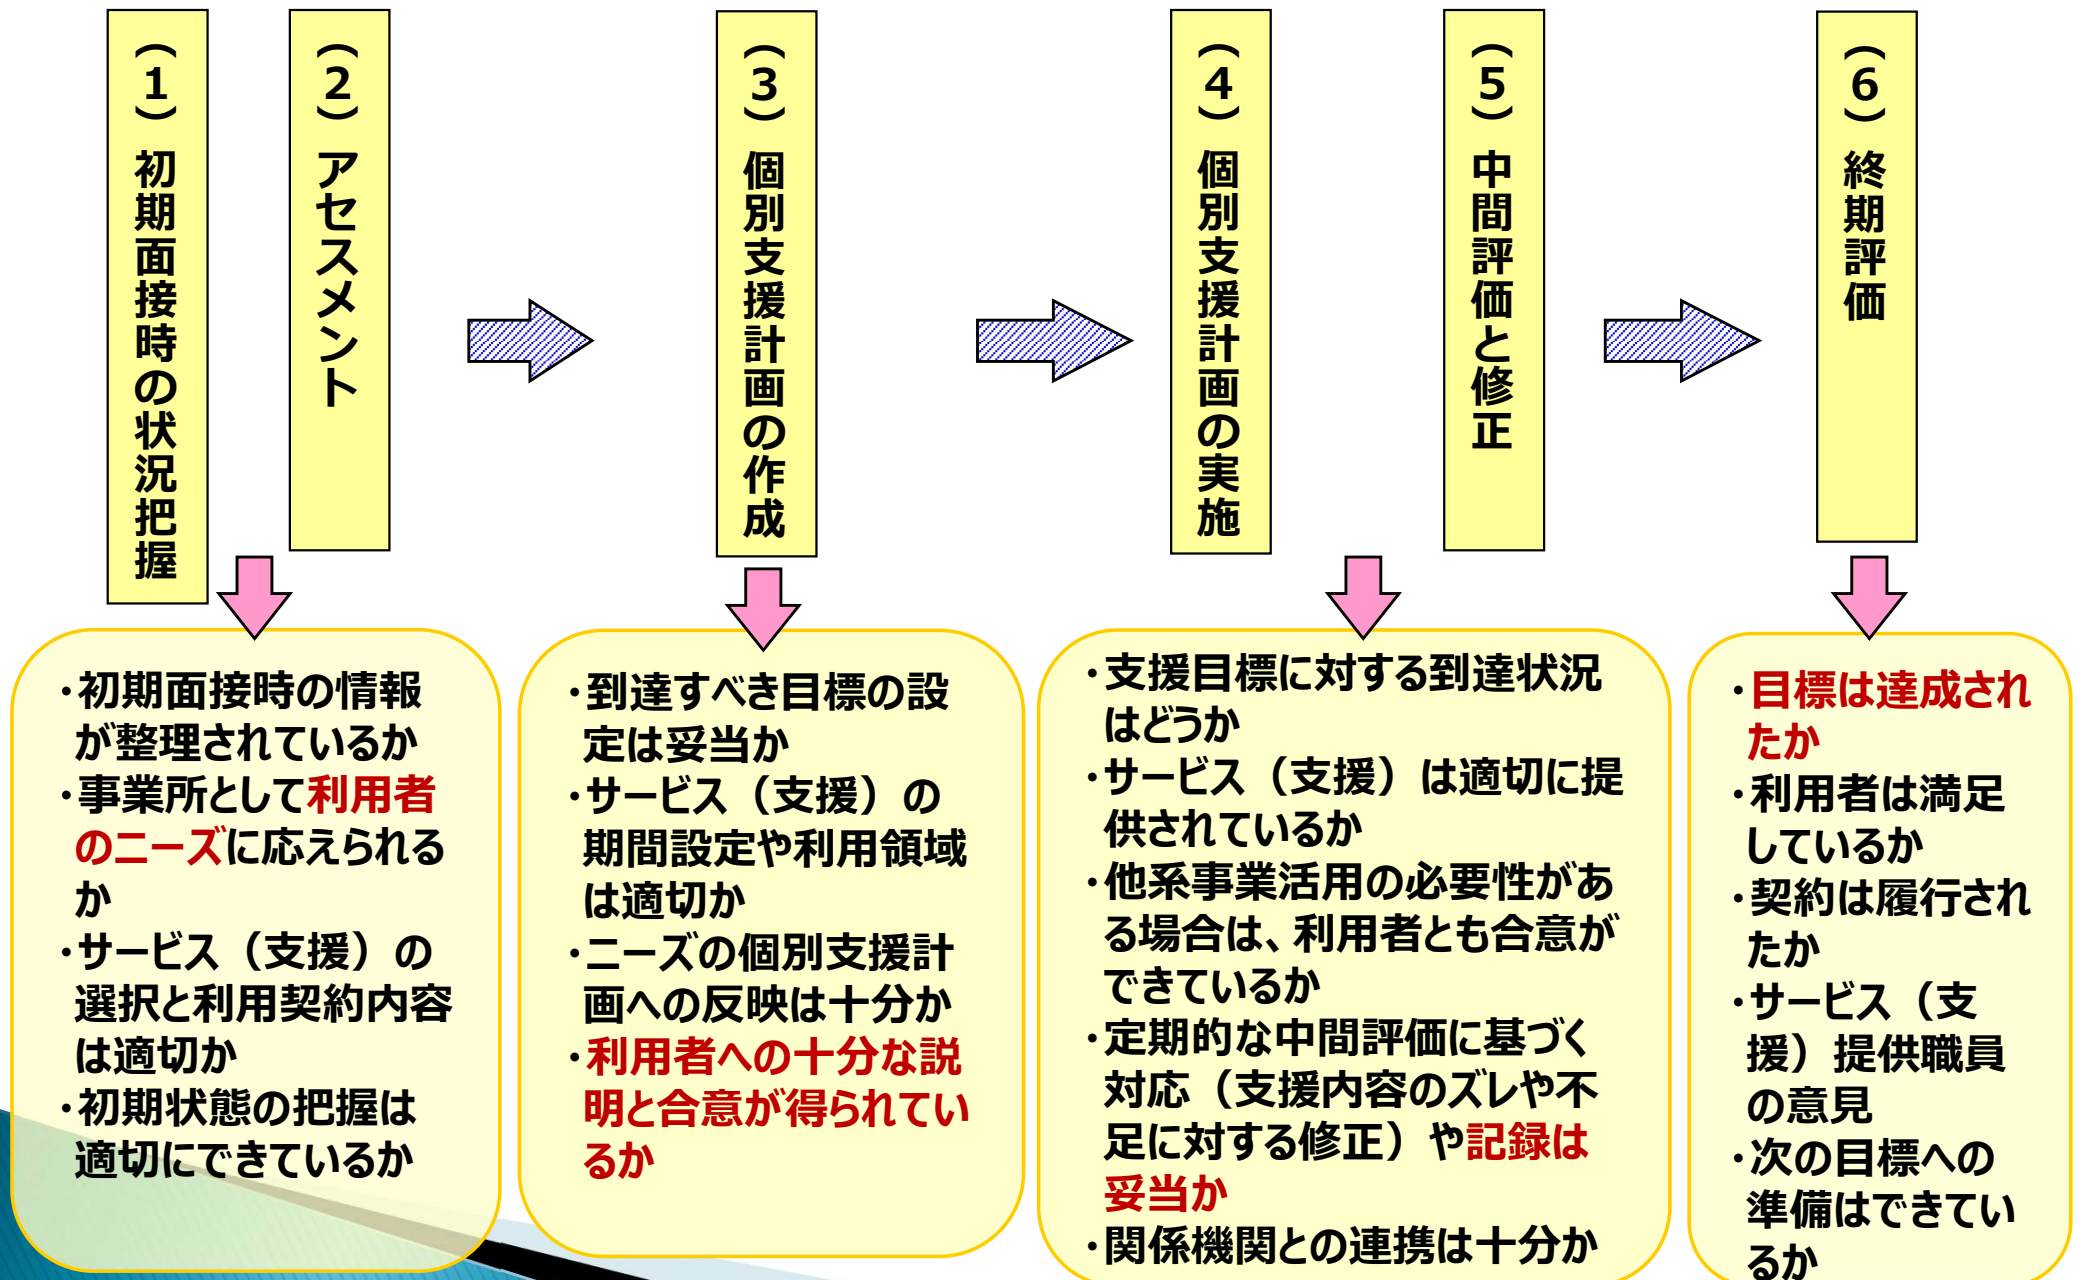 （1）初期面接時の状況把握
（2）アセスメント
（3）個別支援計画の作成
（4）個別支援計画の実施
（5）中間評価と修正
（6）終期評価
・初期面接時の情報
が整理されているか
・事業所として利用者
のニーズに応えられる
か
・サービス（支援）の
選択と利用契約内容
は適切か
・初期状態の把握は
適切にできているか
・到達すべき目標の設
定は妥当か
・サービス（支援）の
期間設定や利用領域
は適切か
・ニーズの個別支援計
画への反映は十分か
・利用者への十分な説
明と合意が得られてい
るか
・支援目標に対する到達状況
はどうか
・サービス（支援）は適切に提
供されているか
・他系事業活用の必要性があ
る場合は、利用者とも合意が
できているか
・定期的な中間評価に基づく
対応（支援内容のズレや不
足に対する修正）や記録は
妥当か
・関係機関との連携は十分か
・目標は達成され
たか
・利用者は満足
しているか
・契約は履行され
たか
・サービス（支
援）提供職員
の意見
・次の目標への
準備はできてい
るか